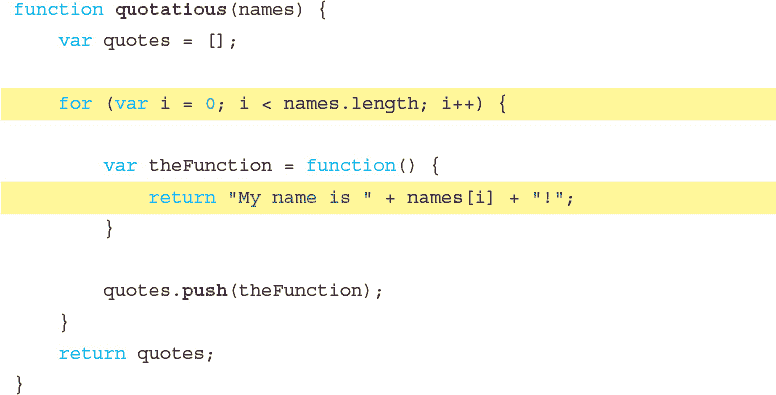 function quotatious(names) {
    var quotes = [];
    for (var i = 0; i < names.length; i++) {
        var theFunction = function() {
            return "My name is " + names[i] + "!";
        }
        quotes.push(theFunction);
    }
    return quotes;
}